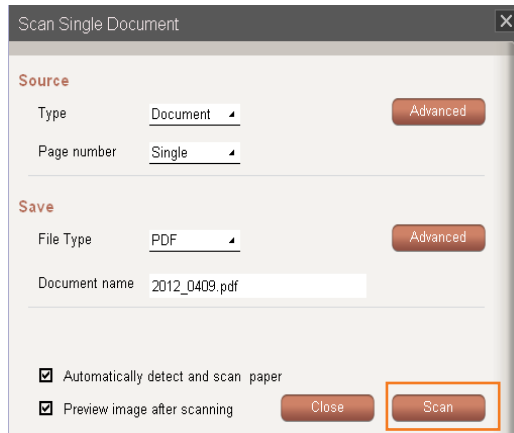 Scan Single Document
Source
Type Document Advanced
Page number Single
Save
File Type PDF Advanced
Document name 2012_0409.pdf
Automatically detect and scan paper
Preview image after scanning Close Scan